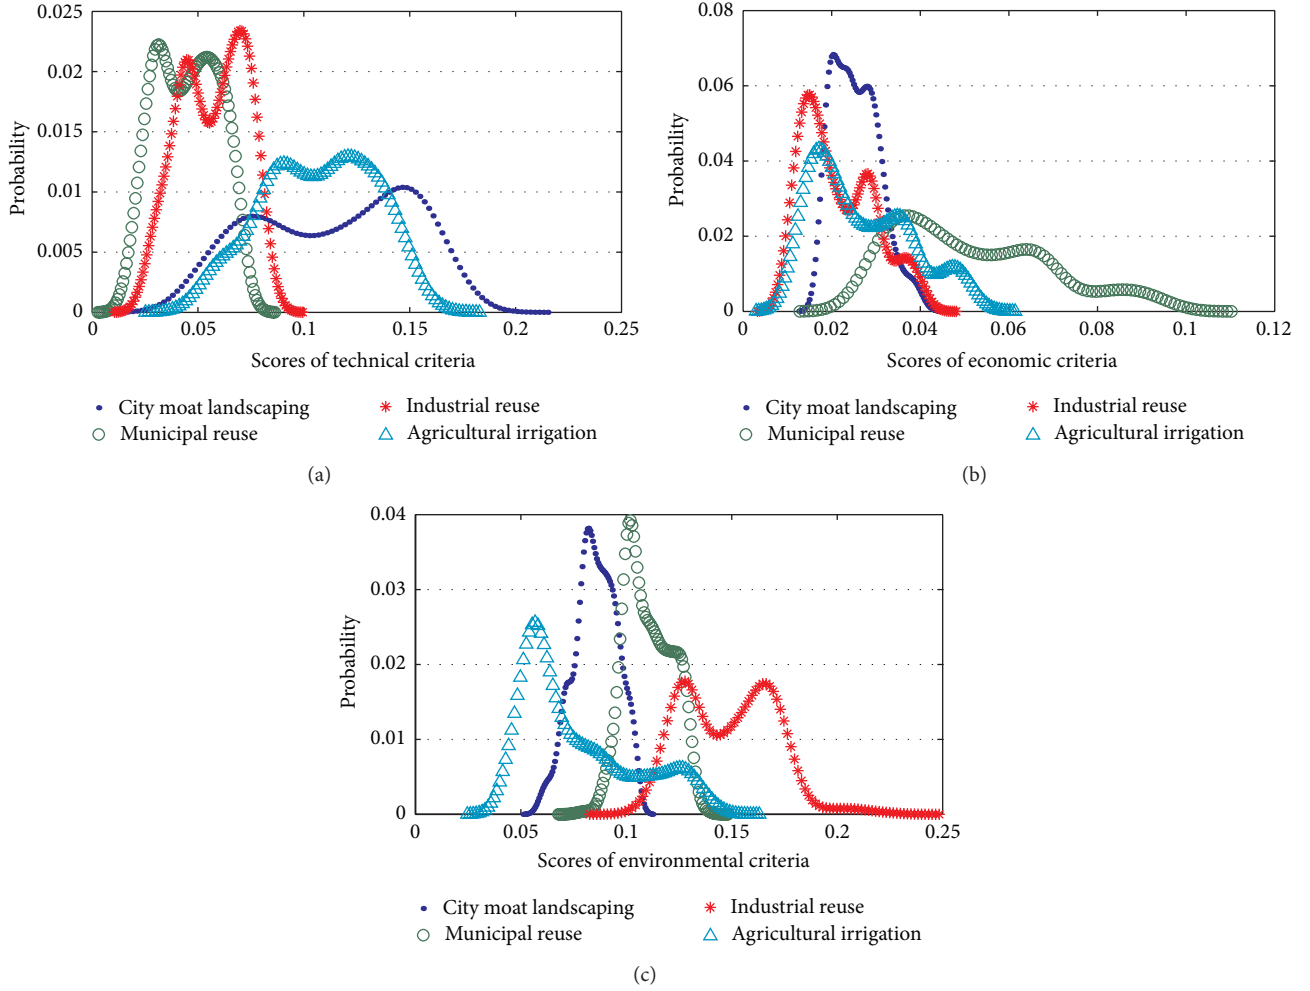 0.025
0.02
0.015
0.01
0.005
0
Probability
0 0.05 0.1 0.15 0.2 0.25
Scores of technical criteria
City moat landscaping
Municipal reuse
Industrial reuse
Agricultural irrigation
(a)
0.08
0.06
0.04
0.02
0
Probability
0 0.02 0.04 0.06 0.08 0.1 0.12
Scores of economic criteria
City moat landscaping
Municipal reuse
Industrial reuse
Agricultural irrigation
(b)
0.04
0.03
0.02
0.01
0
Probability
0 0.05 0.1 0.15 0.2 0.25
Scores of environmental criteria
City moat landscaping
Municipal reuse
Industrial reuse
Agricultural irrigation
(c)